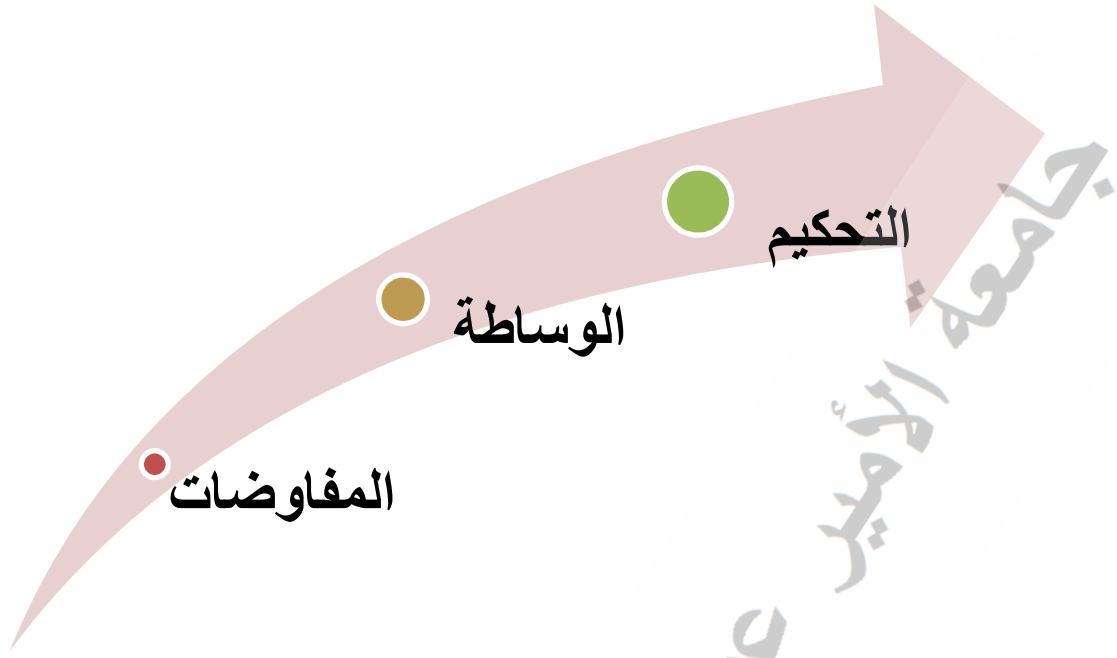 التحكيم
الوساطة
المفاوضات
جامعة الأمير